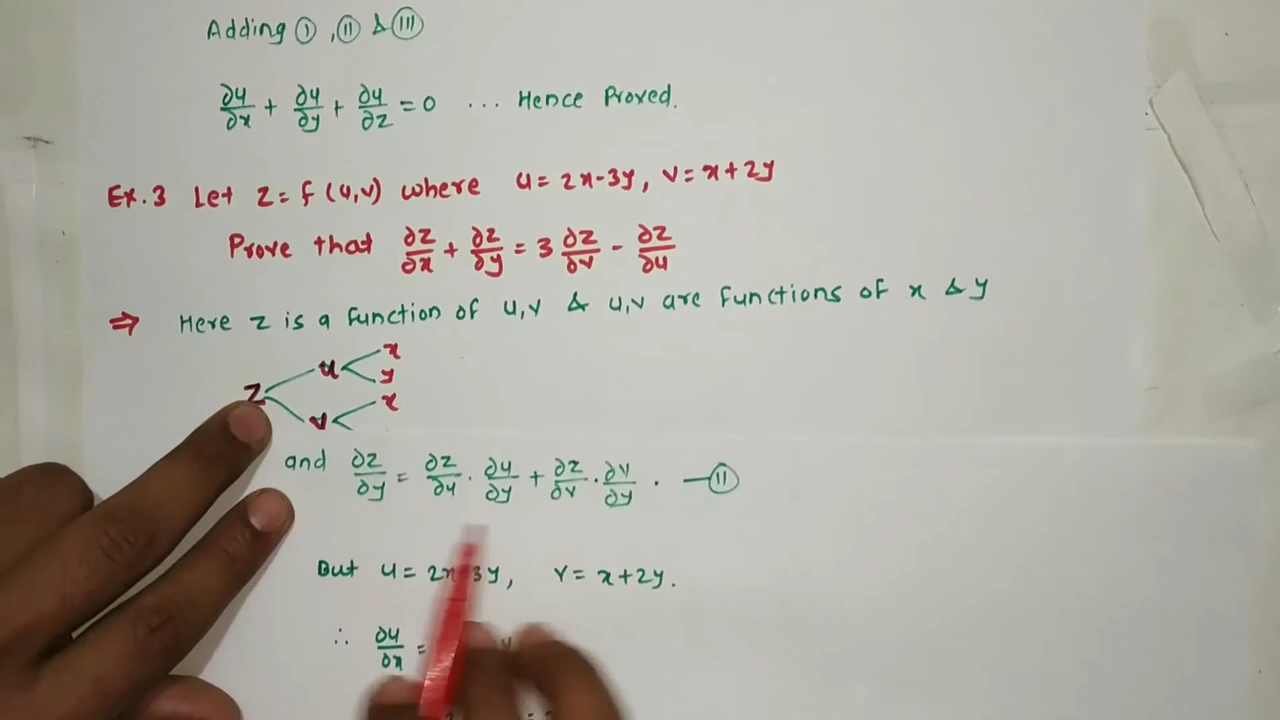 Adding Ⓘ , Ⓘ̄Ⓘ & ⒾⒾⒾ
∂u/∂x + ∂u/∂y + ∂u/∂z = 0 ... Hence Proved.
Ex. 3 Let z = f (u,v) where u = 2x-3y, v = x+2y
Prove that ∂z/∂x + ∂z/∂y = 3 ∂z/∂v - ∂z/∂u
⇒ Here z is a function of u,v & u,v are functions of x & y
x
z u y
v x
and ∂z/∂y = ∂z/∂u · ∂u/∂y + ∂z/∂v · ∂v/∂y . —(II)
But u = 2x-3y, v = x+2y.
∴ ∂u/∂x =